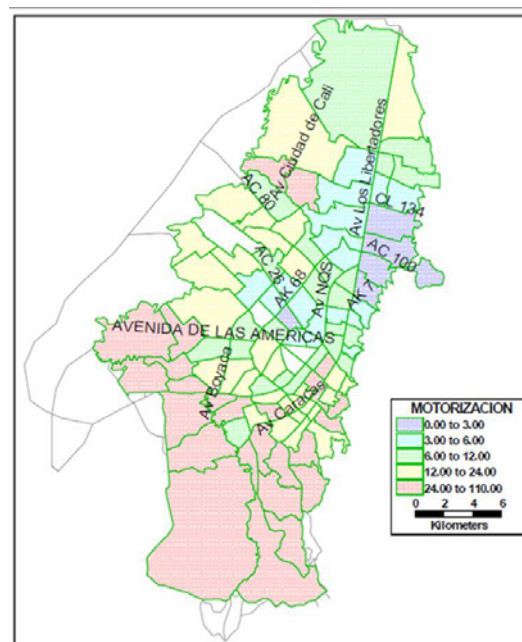 Av Ciudad de Cali
Av Los Libertadores
AC 80
CL 134
AC 100
AC 26
AK 68
Av NQS
AK 7
AVENIDA DE LAS AMERICAS
Av Boyaca
Av Caracas
MOTORIZACION
0.00 to 3.00
3.00 to 6.00
6.00 to 12.00
12.00 to 24.00
24.00 to 110.00
0 2 4 6
Kilometers